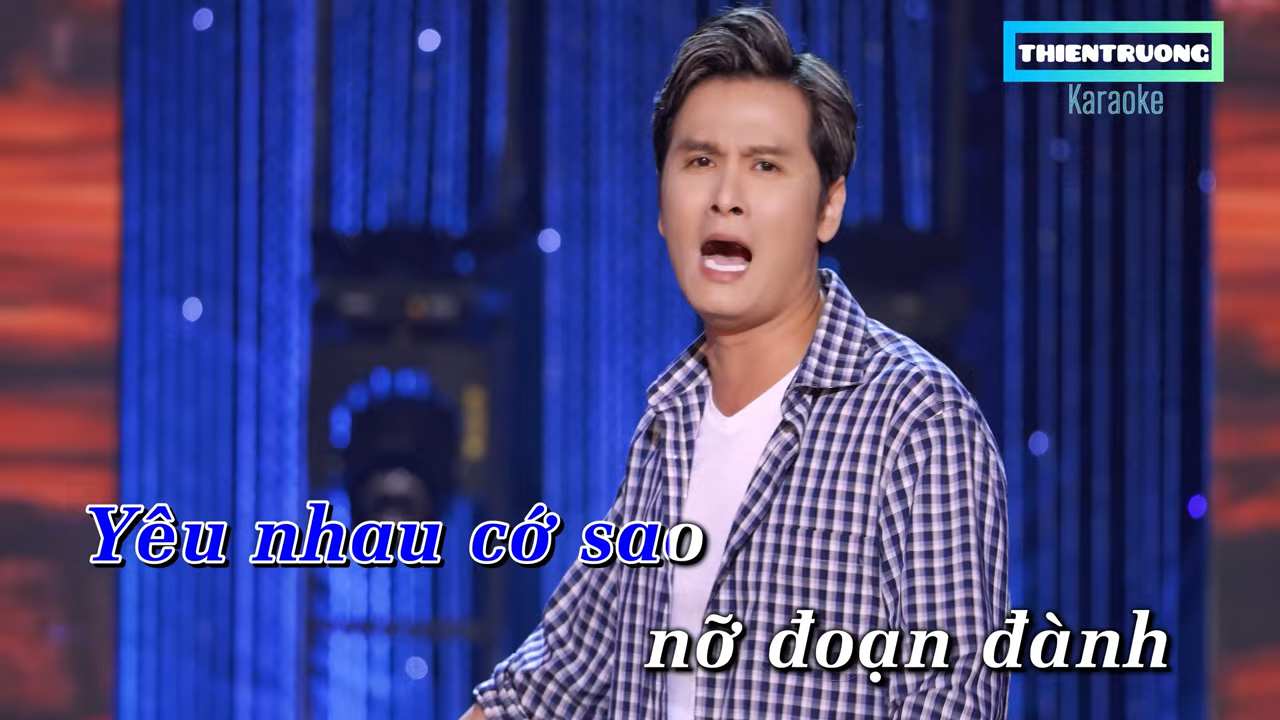 THIENTRUONG
Karaoke
Yêu nhau cớ sao
nỡ đoạn đành